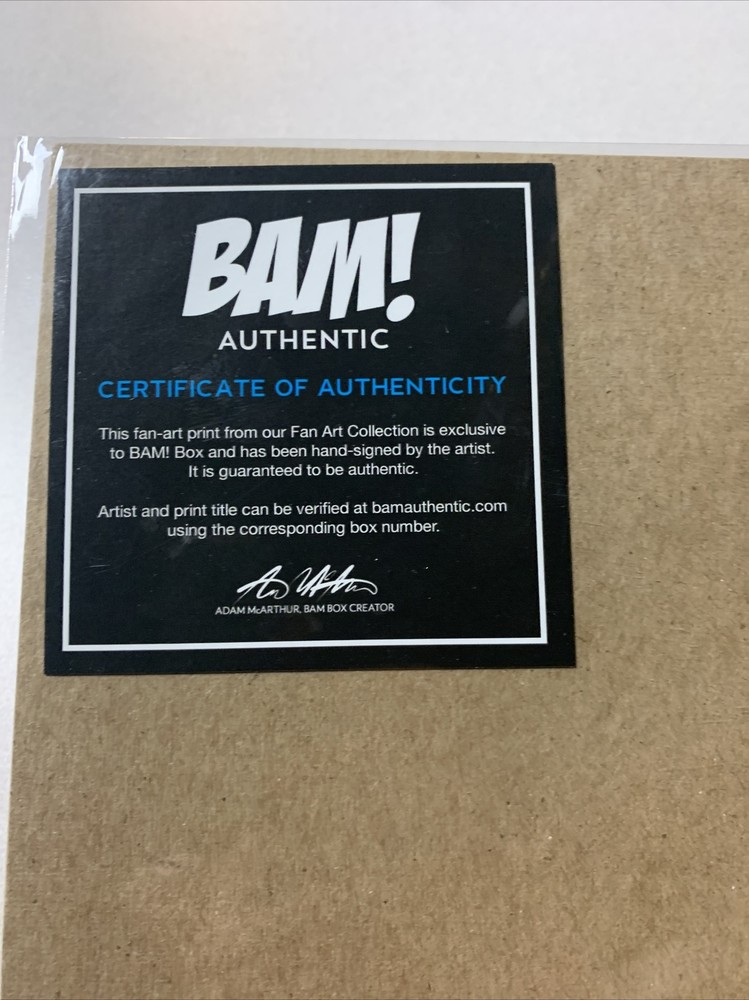 BAM!
AUTHENTIC
CERTIFICATE OF AUTHENTICITY
This fan-art print from our Fan Art Collection is exclusive
to BAM! Box and has been hand-signed by the artist.
It is guaranteed to be authentic.
Artist and print title can be verified at bamauthentic.com
using the corresponding box number.
ADAM McARTHUR, BAM BOX CREATOR